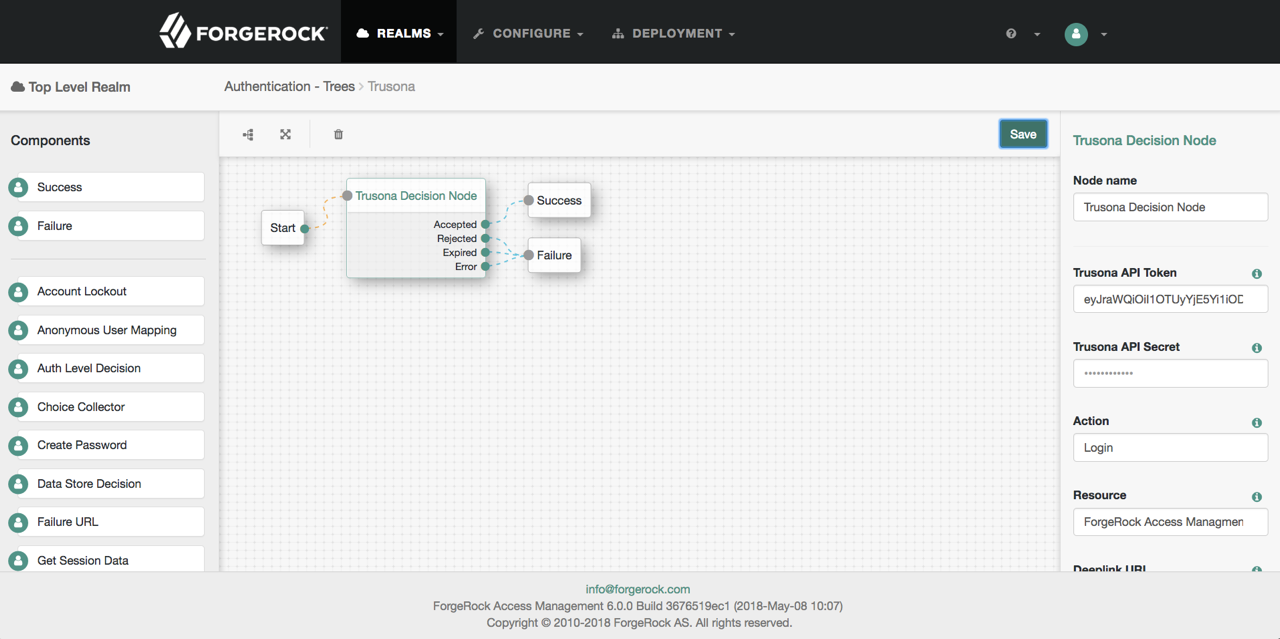 FORGEROCK
REALMS
CONFIGURE
DEPLOYMENT
Top Level Realm
Authentication - Trees > Trusona
Components
Success
Failure
Account Lockout
Anonymous User Mapping
Auth Level Decision
Choice Collector
Create Password
Data Store Decision
Failure URL
Get Session Data
Save
Start
Trusona Decision Node
Accepted
Rejected
Expired
Error
Success
Failure
Trusona Decision Node
Node name
Trusona Decision Node
Trusona API Token
eyJraWQiOiI1OTUyYjE5Yi1iOD
Trusona API Secret
••••••••••••
Action
Login
Resource
ForgeRock Access Managmen
Deeplink URL
info@forgerock.com
ForgeRock Access Management 6.0.0 Build 3676519ec1 (2018-May-08 10:07)
Copyright © 2010-2018 ForgeRock AS. All rights reserved.